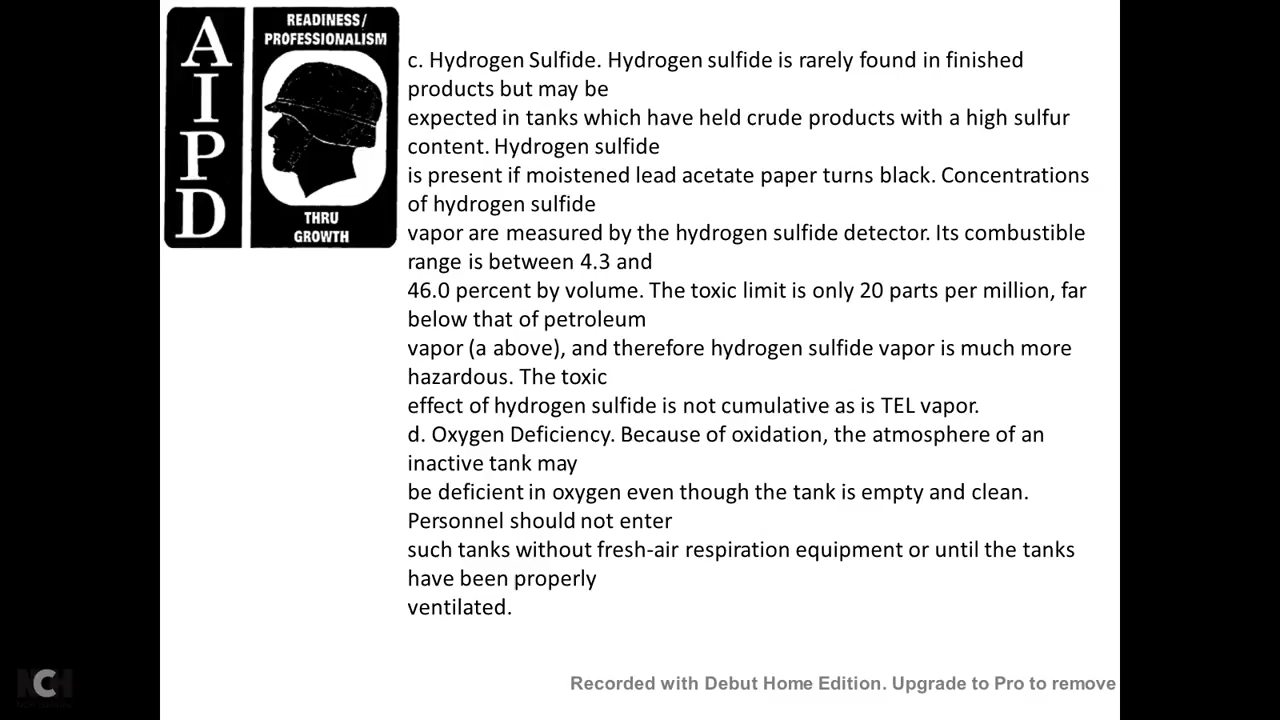 AIPD
READINESS/
PROFESSIONALISM
THRU
GROWTH
c. Hydrogen Sulfide. Hydrogen sulfide is rarely found in finished
products but may be
expected in tanks which have held crude products with a high sulfur
content. Hydrogen sulfide
is present if moistened lead acetate paper turns black. Concentrations
of hydrogen sulfide
vapor are measured by the hydrogen sulfide detector. Its combustible
range is between 4.3 and
46.0 percent by volume. The toxic limit is only 20 parts per million, far
below that of petroleum
vapor (a above), and therefore hydrogen sulfide vapor is much more
hazardous. The toxic
effect of hydrogen sulfide is not cumulative as is TEL vapor.
d. Oxygen Deficiency. Because of oxidation, the atmosphere of an
inactive tank may
be deficient in oxygen even though the tank is empty and clean.
Personnel should not enter
such tanks without fresh-air respiration equipment or until the tanks
have been properly
ventilated.
NCH
Recorded with Debut Home Edition. Upgrade to Pro to remove